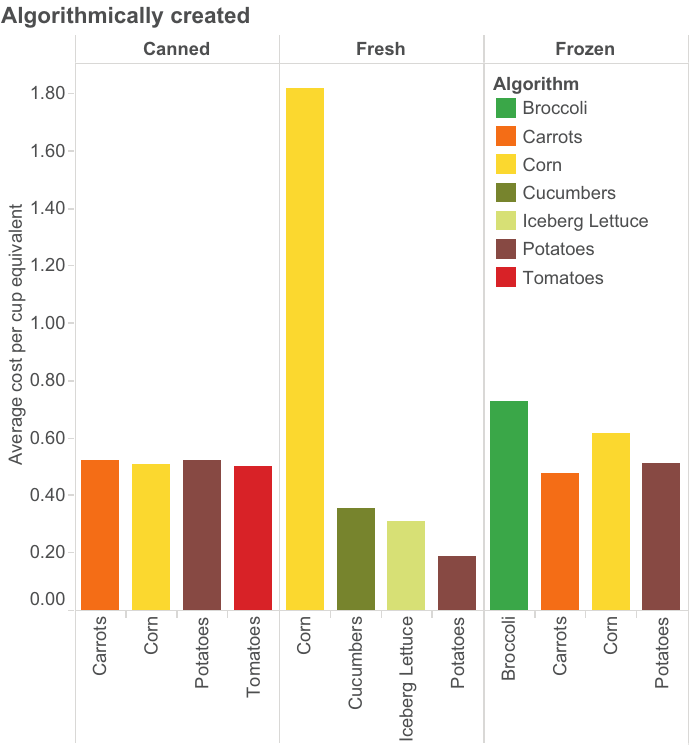 Algorithmically created
Canned
Fresh
Frozen
Algorithm
Broccoli
Carrots
Corn
Cucumbers
Iceberg Lettuce
Potatoes
Tomatoes
Average cost per cup equivalent
1.80
1.60
1.40
1.20
1.00
0.80
0.60
0.40
0.20
0.00
Carrots
Corn
Potatoes
Tomatoes
Corn
Cucumbers
Iceberg Lettuce
Potatoes
Broccoli
Carrots
Corn
Potatoes